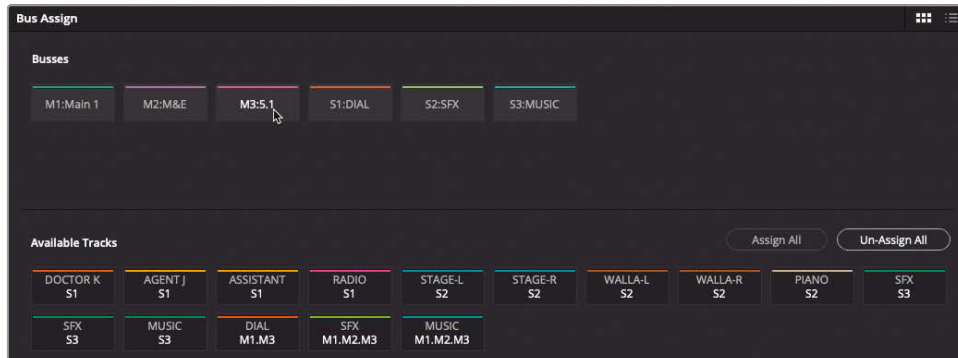 Bus Assign
Busses
M1:Main 1 M2:M&E M3:5.1 S1:DIAL S2:SFX S3:MUSIC
Available Tracks Assign All Un-Assign All
DOCTOR K AGENT J ASSISTANT RADIO STAGE-L STAGE-R WALLA-L WALLA-R PIANO SFX
S1 S1 S1 S1 S2 S2 S2 S2 S2 S3
SFX MUSIC DIAL SFX MUSIC
S3 S3 M1.M3 M1.M2.M3 M1.M2.M3